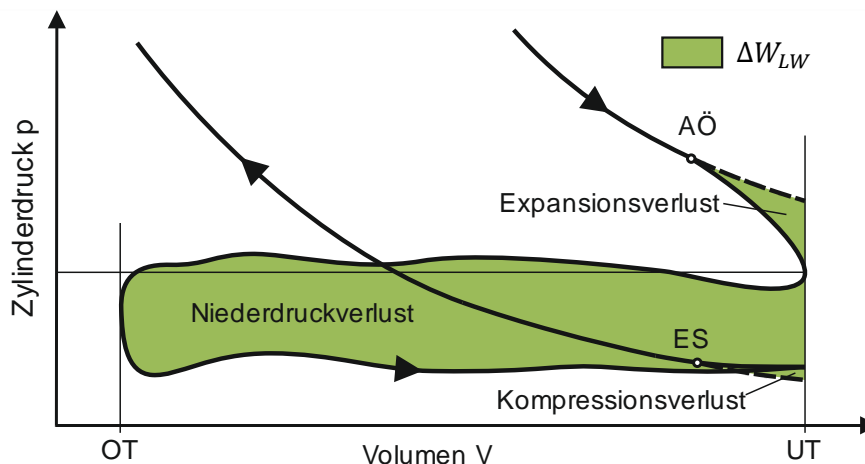 ΔW_LW
AÖ
Expansionsverlust
Zylinderdruck p
Niederdruckverlust
ES
Kompressionsverlust
OT
Volumen V
UT